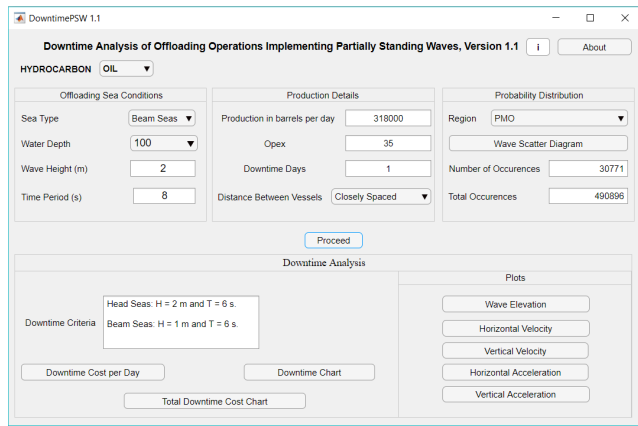 DowntimePSW 1.1
Downtime Analysis of Offloading Operations Implementing Partially Standing Waves, Version 1.1
i
About
HYDROCARBON
OIL
Offloading Sea Conditions
Sea Type
Beam Seas
Water Depth
100
Wave Height (m)
2
Time Period (s)
8
Production Details
Production in barrels per day
318000
Opex
35
Downtime Days
1
Distance Between Vessels
Closely Spaced
Probability Distribution
Region
PMO
Wave Scatter Diagram
Number of Occurences
30771
Total Occurences
490896
Proceed
Downtime Analysis
Downtime Criteria
Head Seas: H = 2 m and T = 6 s.
Beam Seas: H = 1 m and T = 6 s.
Downtime Cost per Day
Downtime Chart
Total Downtime Cost Chart
Plots
Wave Elevation
Horizontal Velocity
Vertical Velocity
Horizontal Acceleration
Vertical Acceleration